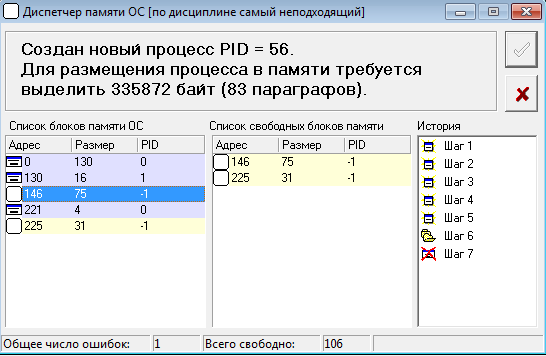 Диспетчер памяти ОС [по дисциплине самый неподходящий]
Создан новый процесс PID = 56.
Для размещения процесса в памяти требуется
выделить 335872 байт (83 параграфов).
Список блоков памяти ОС
Список свободных блоков памяти
История
Адрес Размер PID
0 130 0
130 16 1
146 75 -1
221 4 0
225 31 -1
Адрес Размер PID
146 75 -1
225 31 -1
Шаг 1
Шаг 2
Шаг 3
Шаг 4
Шаг 5
Шаг 6
Шаг 7
Общее число ошибок: 1 Всего свободно: 106